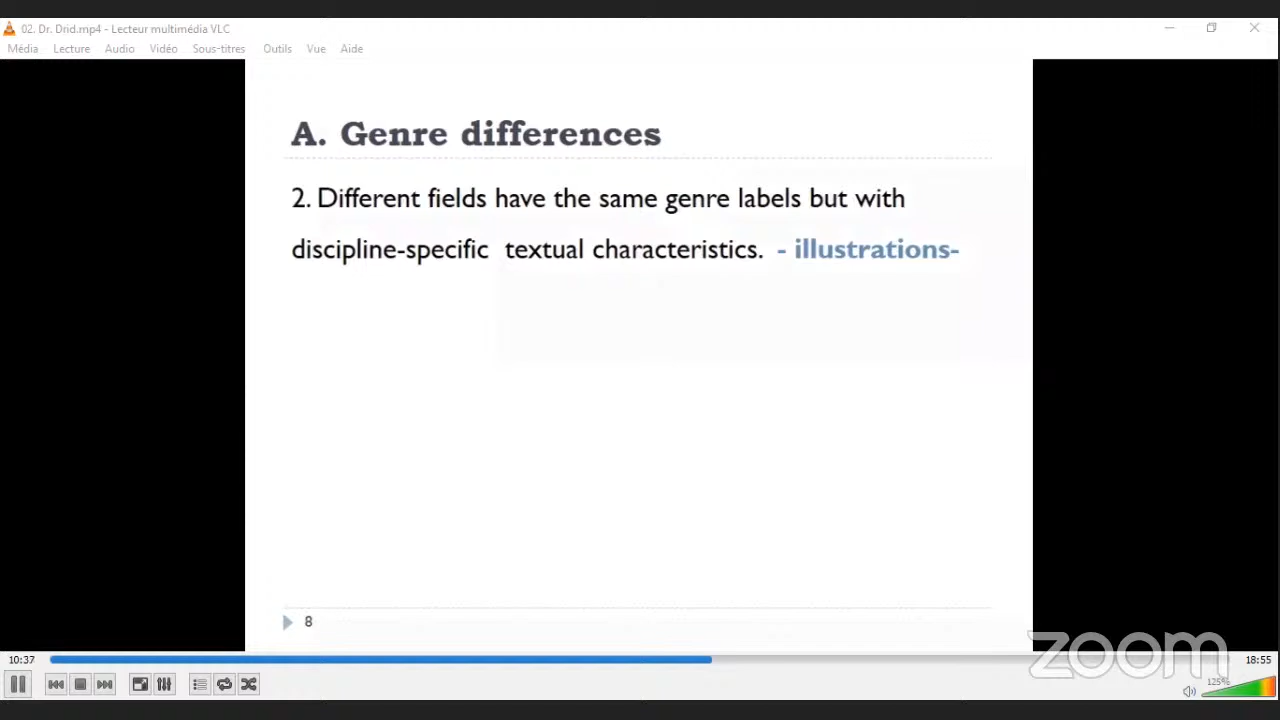 02. Dr. Drid.mp4 - Lecteur multimédia VLC
Média Lecture Audio Vidéo Sous-titres Outils Vue Aide
A. Genre differences
2. Different fields have the same genre labels but with
discipline-specific textual characteristics. - illustrations-
8
10:37
18:55
zoom
125%